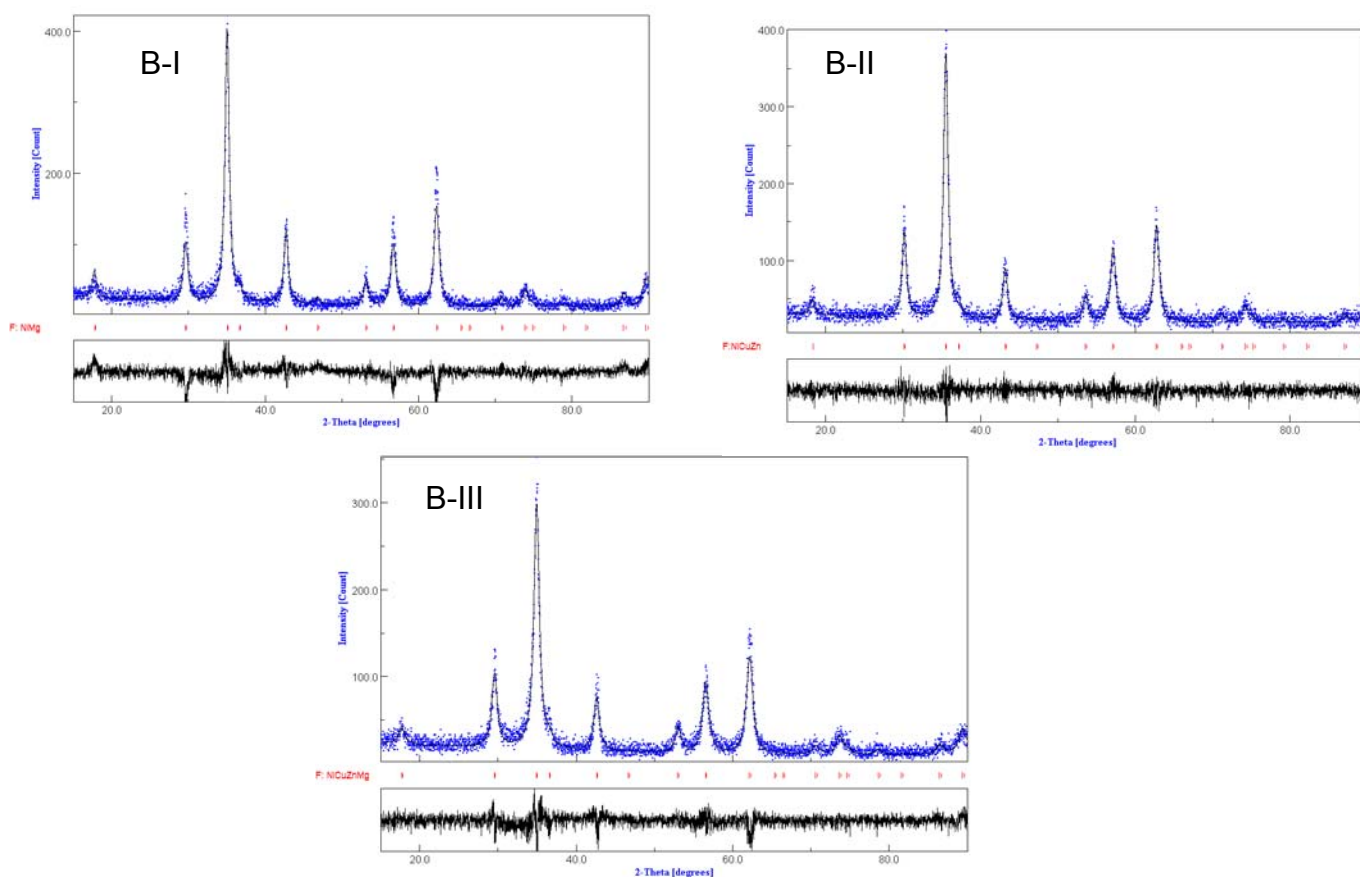 B-I
400.0
200.0
Intensity [Count]
F: NiMg
20.0 40.0 60.0 80.0
2-Theta [degrees]
B-II
400.0
300.0
200.0
100.0
Intensity [Count]
F:NiCuZn
20.0 40.0 60.0 80.0
2-Theta [degrees]
B-III
300.0
200.0
100.0
Intensity [Count]
F: NiCuZnMg
20.0 40.0 60.0 80.0
2-Theta [degrees]